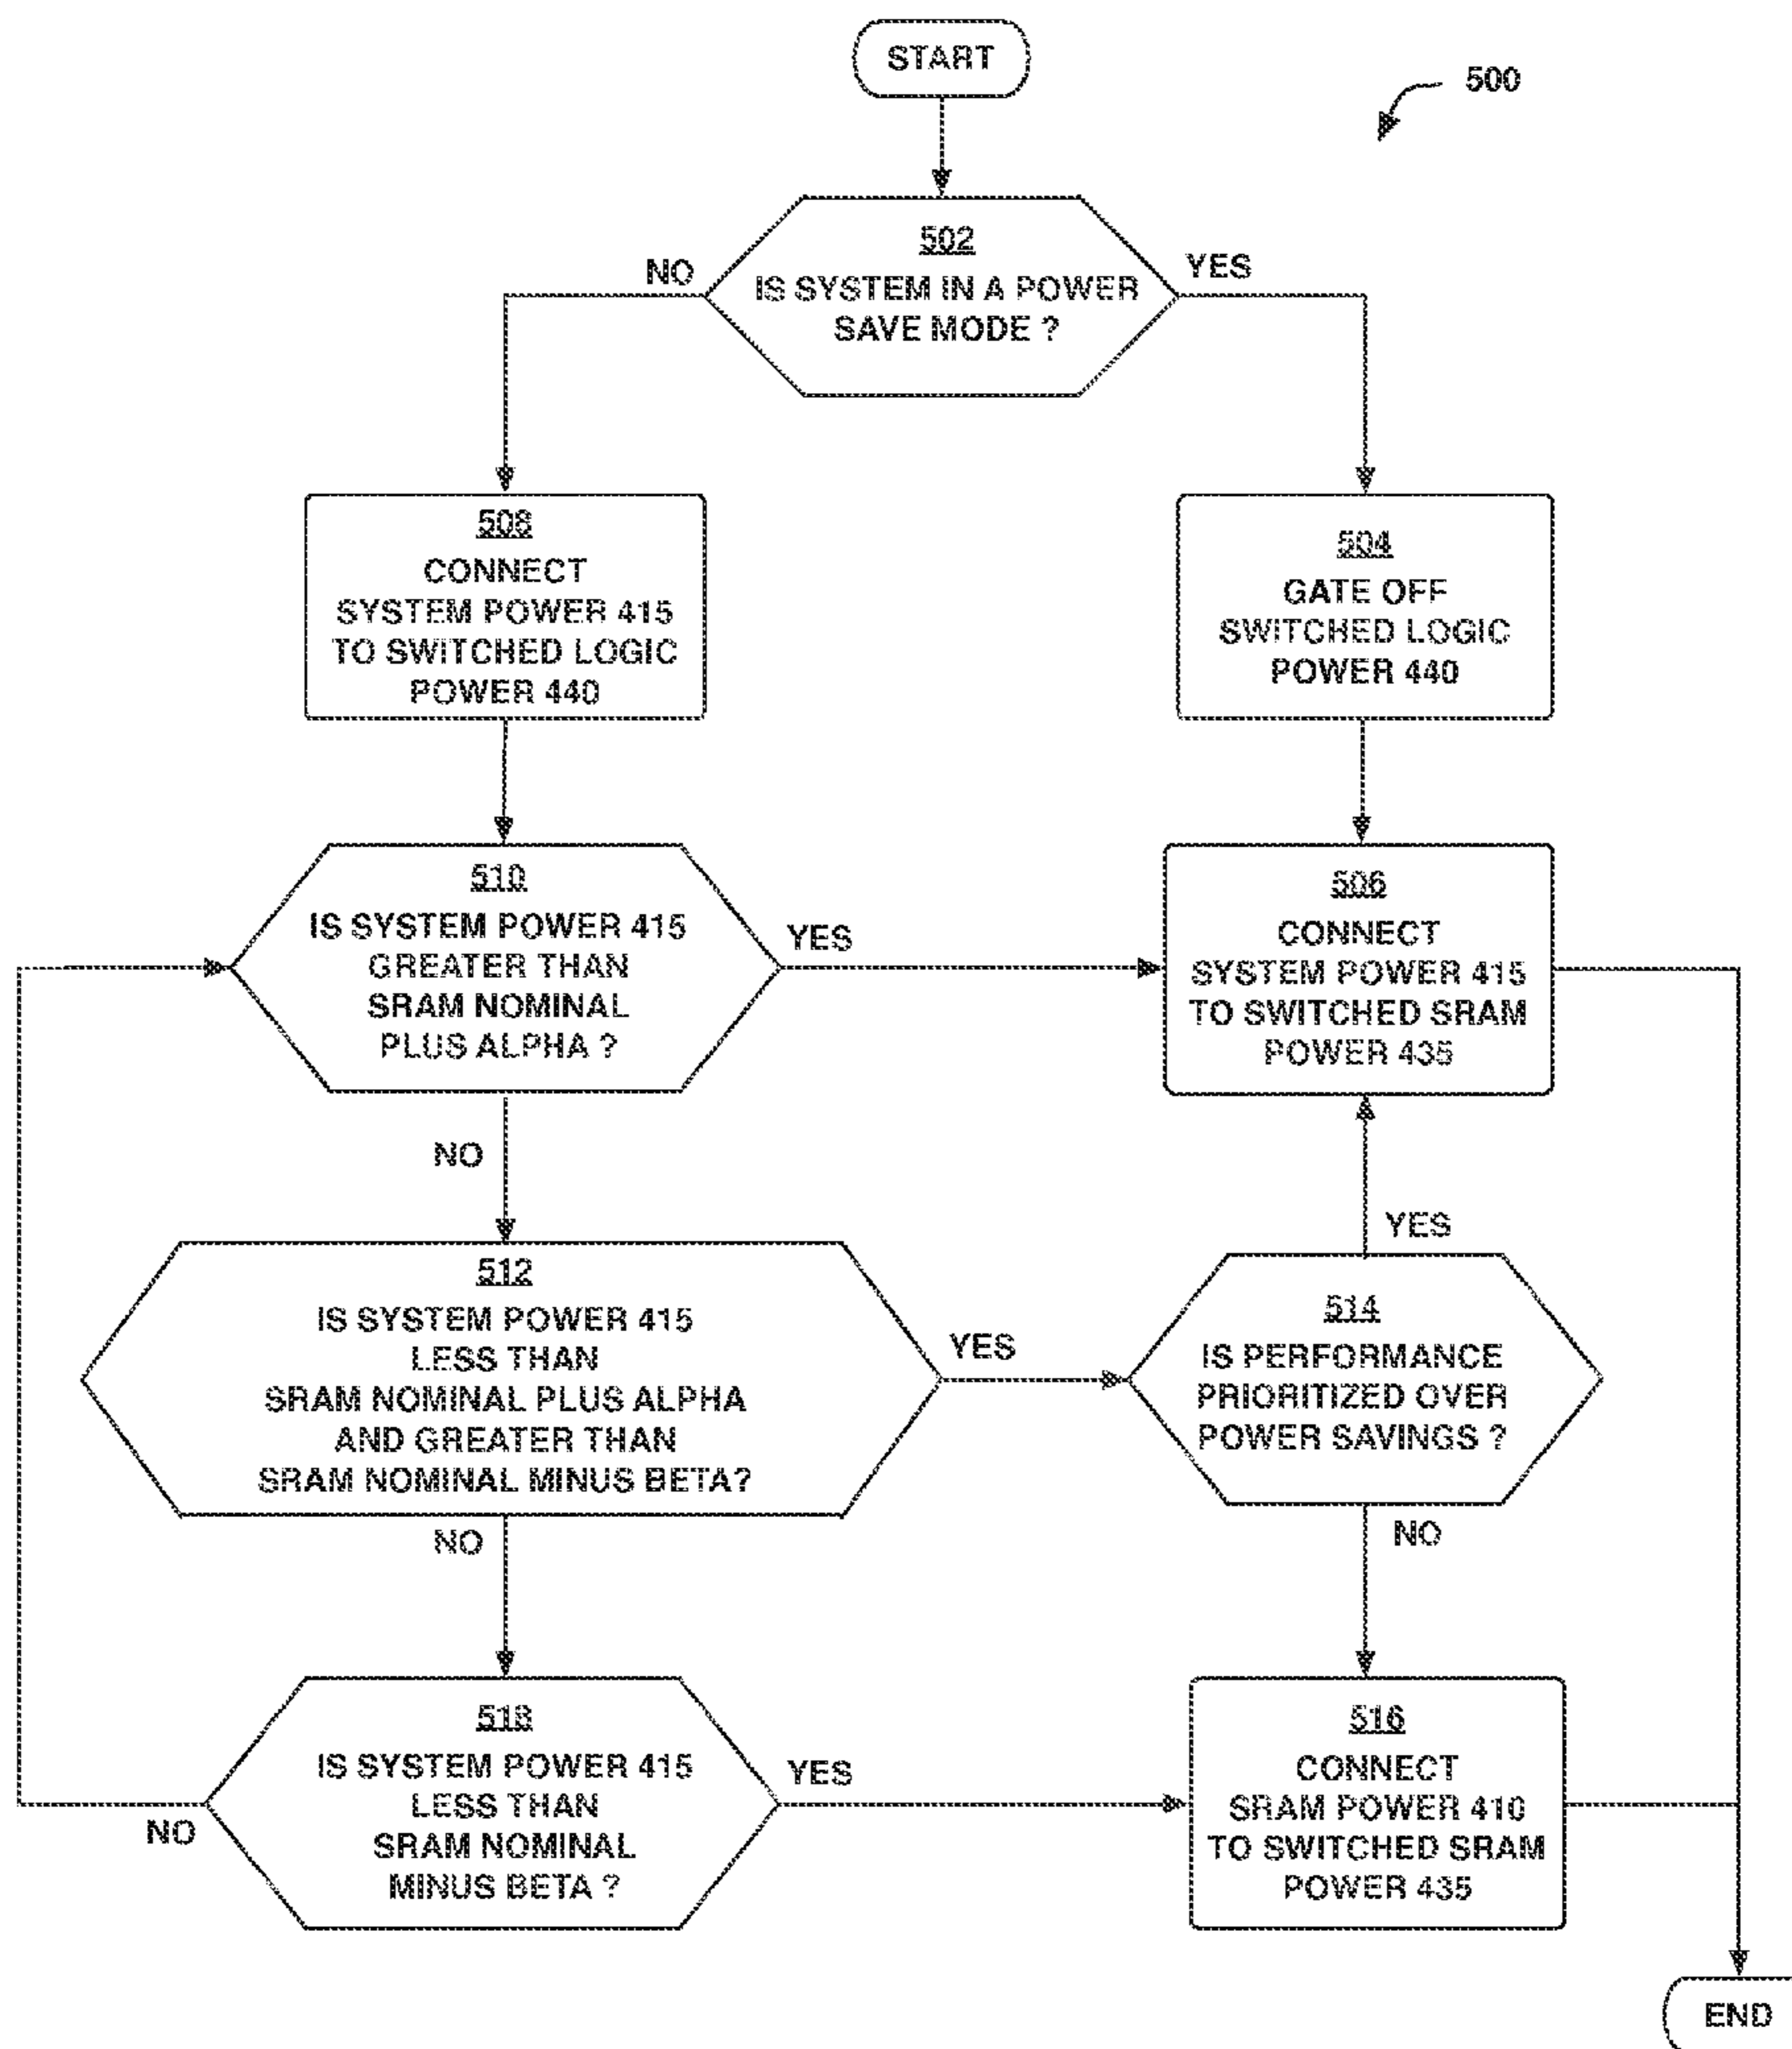 START
500
502
IS SYSTEM IN A POWER
SAVE MODE ?
NO
YES
508
CONNECT
SYSTEM POWER 415
TO SWITCHED LOGIC
POWER 440
504
GATE OFF
SWITCHED LOGIC
POWER 440
510
IS SYSTEM POWER 415
GREATER THAN
SRAM NOMINAL
PLUS ALPHA ?
YES
NO
506
CONNECT
SYSTEM POWER 415
TO SWITCHED SRAM
POWER 435
512
IS SYSTEM POWER 415
LESS THAN
SRAM NOMINAL PLUS ALPHA
AND GREATER THAN
SRAM NOMINAL MINUS BETA?
YES
NO
514
IS PERFORMANCE
PRIORITIZED OVER
POWER SAVINGS ?
YES
NO
518
IS SYSTEM POWER 415
LESS THAN
SRAM NOMINAL
MINUS BETA ?
YES
NO
516
CONNECT
SRAM POWER 410
TO SWITCHED SRAM
POWER 435
END